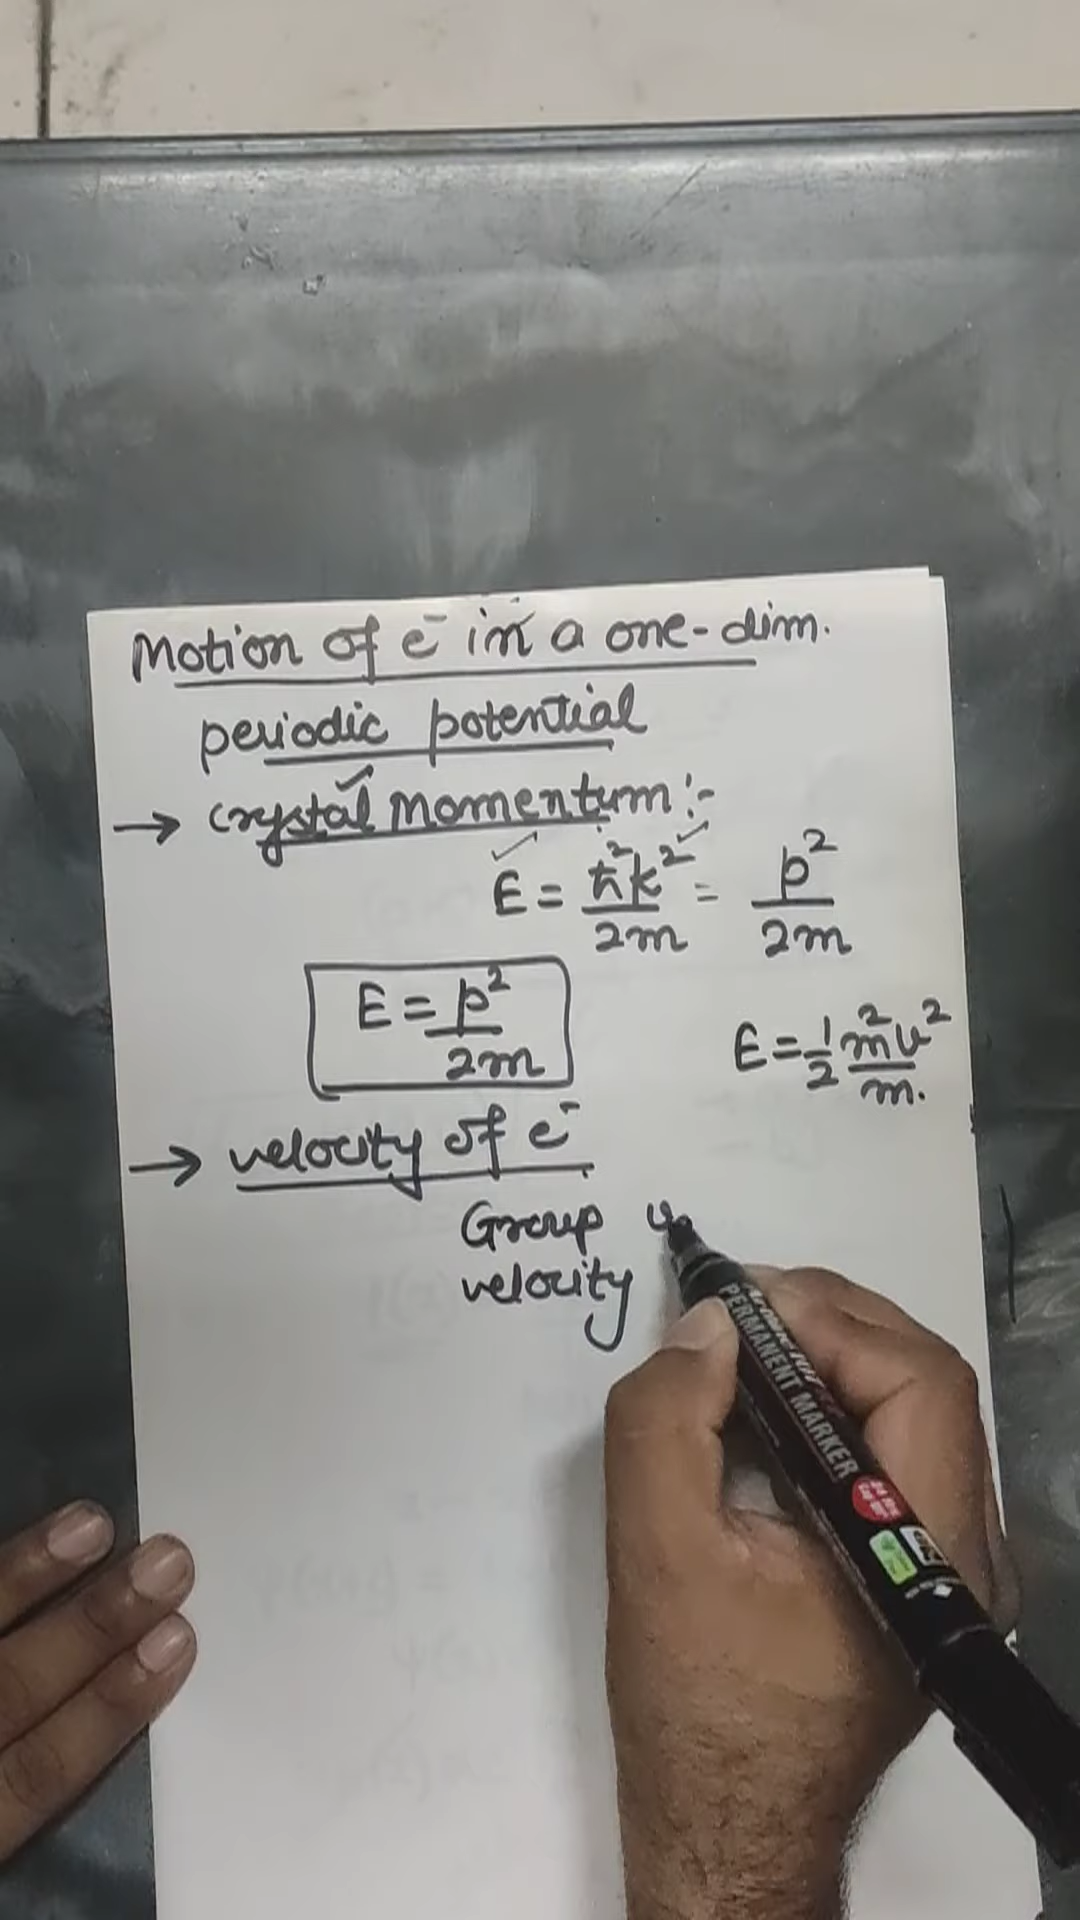 Motion of e⁻ in a one-dim.
periodic potential
→ crystal Momentum :-
E = ħ²k²/2m = p²/2m
E = p²/2m
E = 1/2 m²v²/m.
→ velocity of e⁻
Group
velocity
PERMANENT MARKER